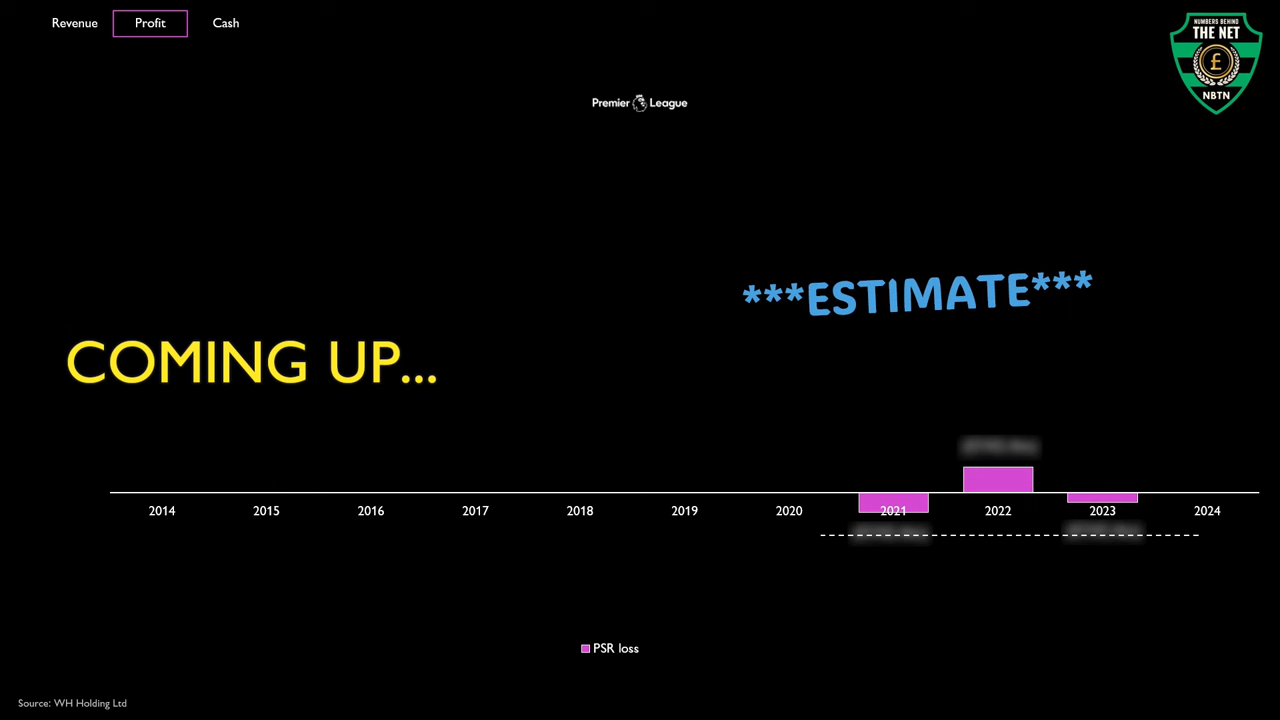 Revenue Profit Cash
NUMBERS BEHIND
THE NET
£
NBTN
Premier League
***ESTIMATE***
COMING UP...
2014 2015 2016 2017 2018 2019 2020 2021 2022 2023 2024
PSR loss
Source: WH Holding Ltd